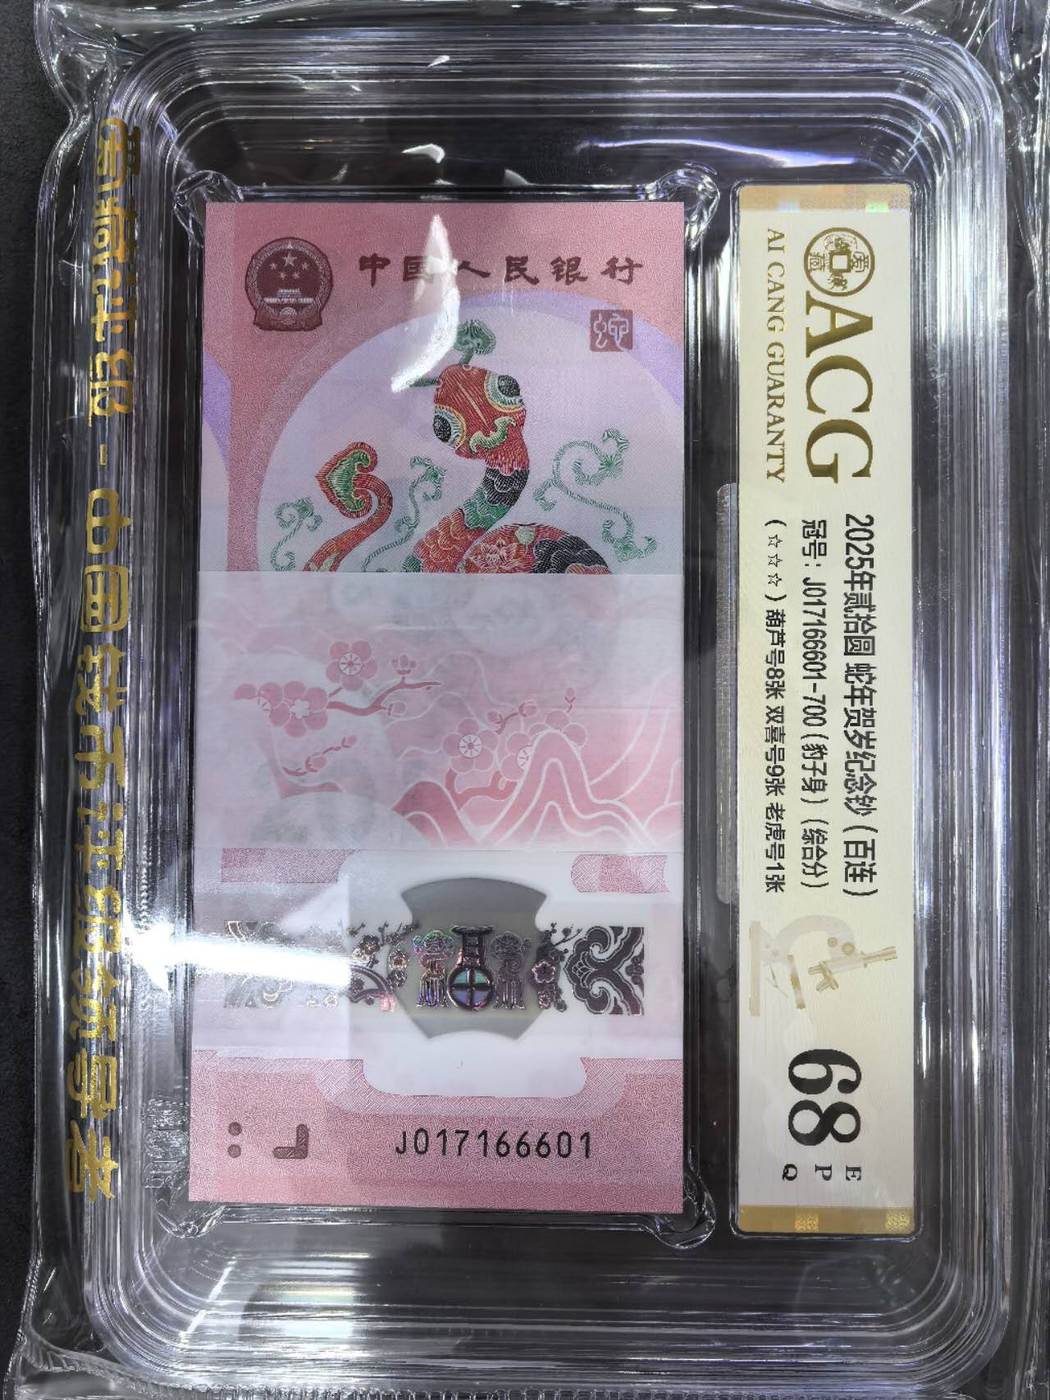 中国人民银行
蛇
J017166601
ACG
AI CANG GUARANTY
2025年贰拾圆 蛇年贺岁纪念钞（百连）
冠号：J017166601-700（豹子身）（综合分）
（☆☆☆）葫芦号8张 双喜号9张 老虎号1张
68
E
P
Q
爱藏评级-中国钱币评级领导者